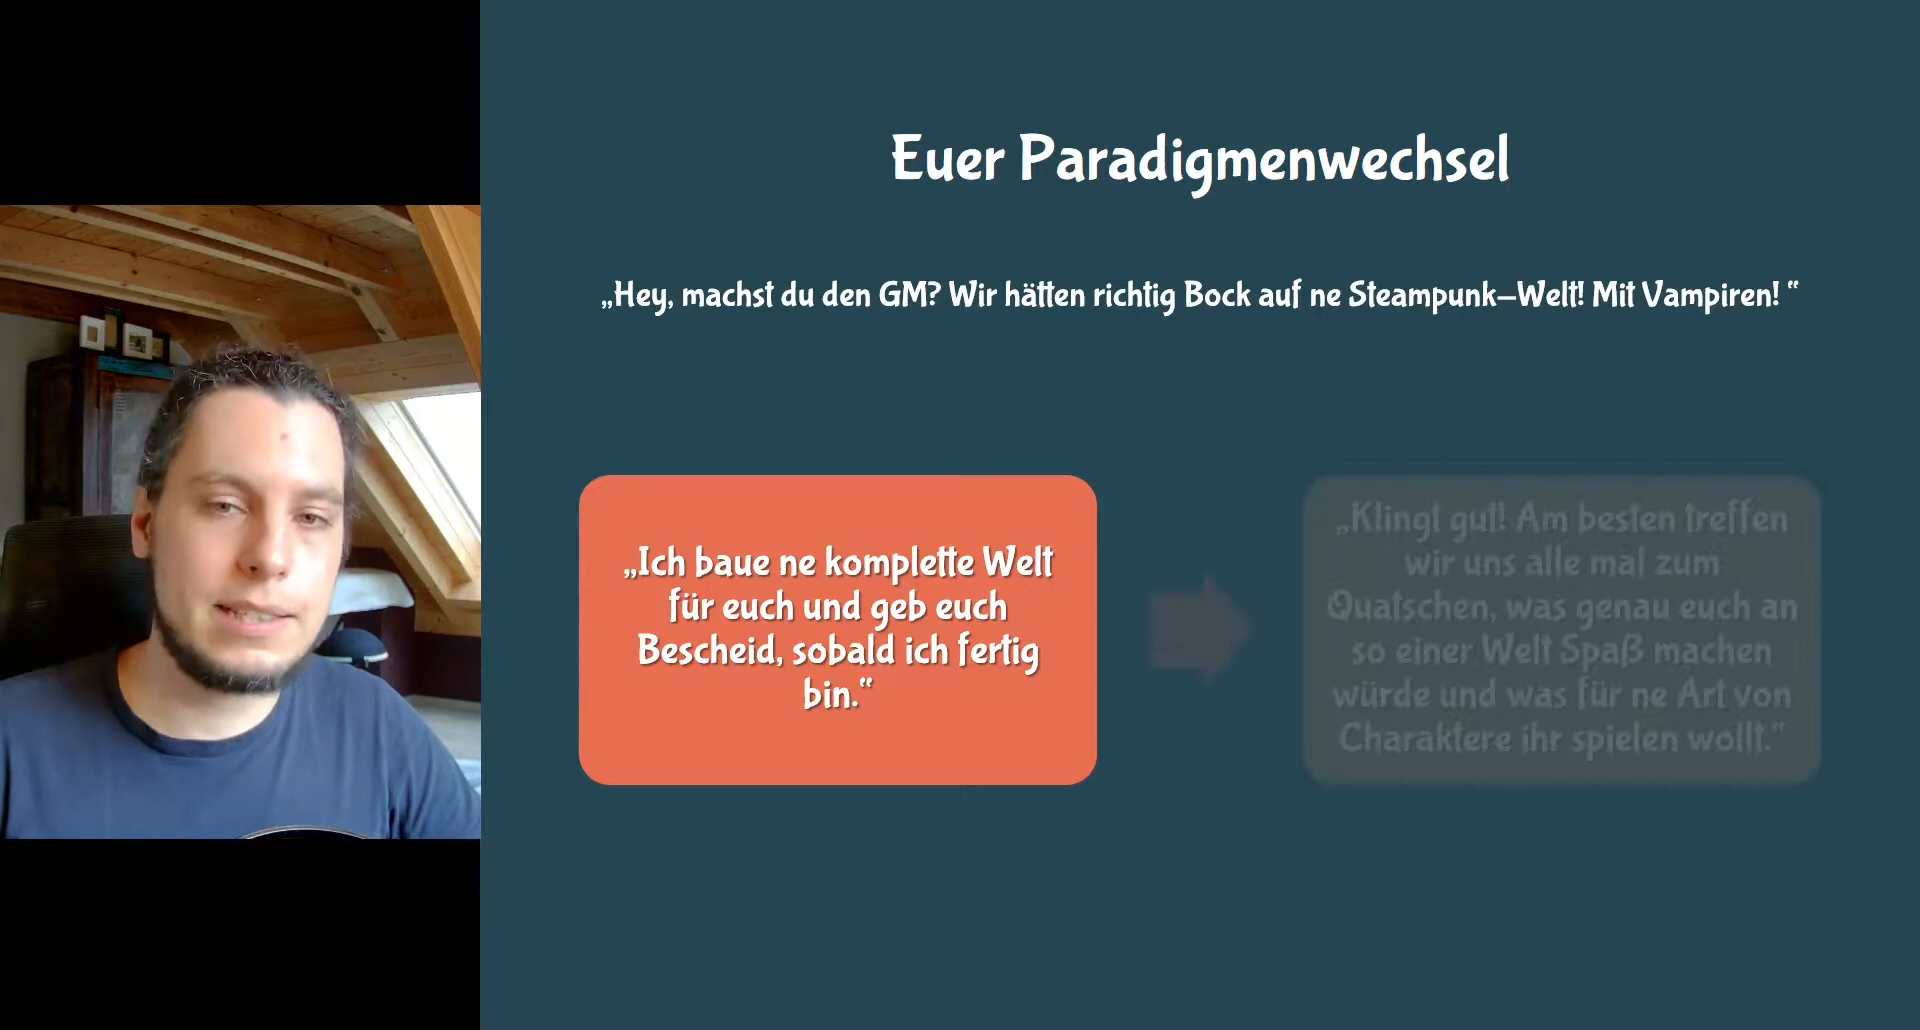 Euer Paradigmenwechsel
„Hey, machst du den GM? Wir hätten richtig Bock auf ne Steampunk-Welt! Mit Vampiren! “
„Ich baue ne komplette Welt
für euch und geb euch
Bescheid, sobald ich fertig
bin.“
„Klingt gut! Am besten treffen
wir uns alle mal zum
Quatschen, was genau euch an
so einer Welt Spaß machen
würde und was für ne Art von
Charaktere ihr spielen wollt.“